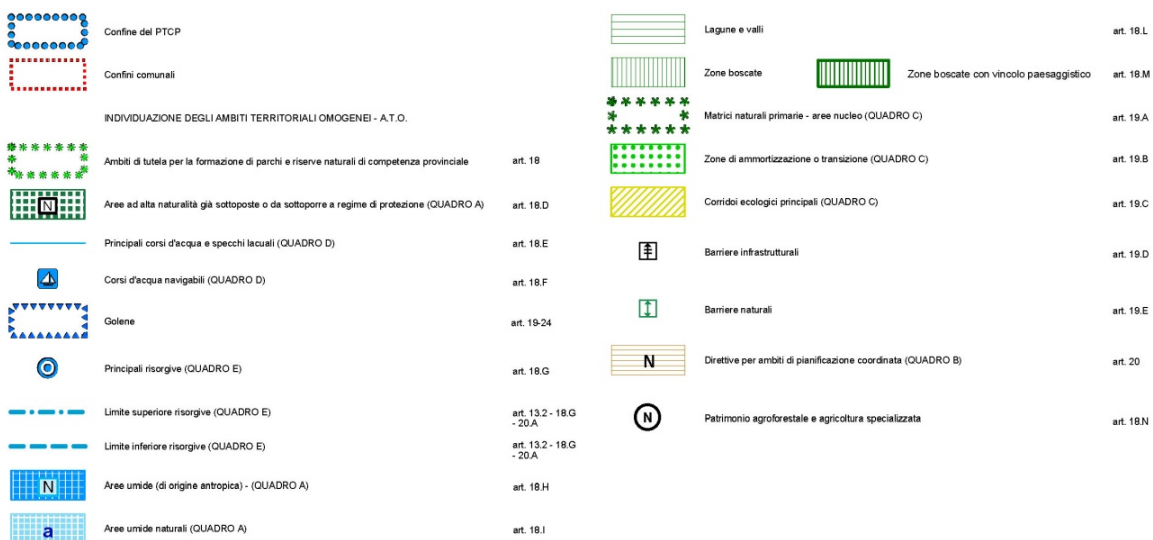 Confine del PTCP
Confini comunali
INDIVIDUAZIONE DEGLI AMBITI TERRITORIALI OMOGENEI - A.T.O.
Ambiti di tutela per la formazione di parchi e riserve naturali di competenza provinciale art. 18
N Aree ad alta naturalità già sottoposte o da sottoporre a regime di protezione (QUADRO A) art. 18.D
Principali corsi d'acqua e specchi lacuali (QUADRO D) art. 18.E
Corsi d'acqua navigabili (QUADRO D) art. 18.F
Golene art. 19-24
Principali risorgive (QUADRO E) art. 18.G
Limite superiore risorgive (QUADRO E) art. 13.2 - 18.G
- 20.A
Limite inferiore risorgive (QUADRO E) art. 13.2 - 18.G
- 20.A
N Aree umide (di origine antropica) - (QUADRO A) art. 18.H
a Aree umide naturali (QUADRO A) art. 18.I
Lagune e valli art. 18.L
Zone boscate Zone boscate con vincolo paesaggistico art. 18.M
Matrici naturali primarie - aree nucleo (QUADRO C) art. 19.A
Zone di ammortizzazione o transizione (QUADRO C) art. 19.B
Corridoi ecologici principali (QUADRO C) art. 19.C
Barriere infrastrutturali art. 19.D
Barriere naturali art. 19.E
N Direttive per ambiti di pianificazione coordinata (QUADRO B) art. 20
N Patrimonio agroforestale e agricoltura specializzata art. 18.N